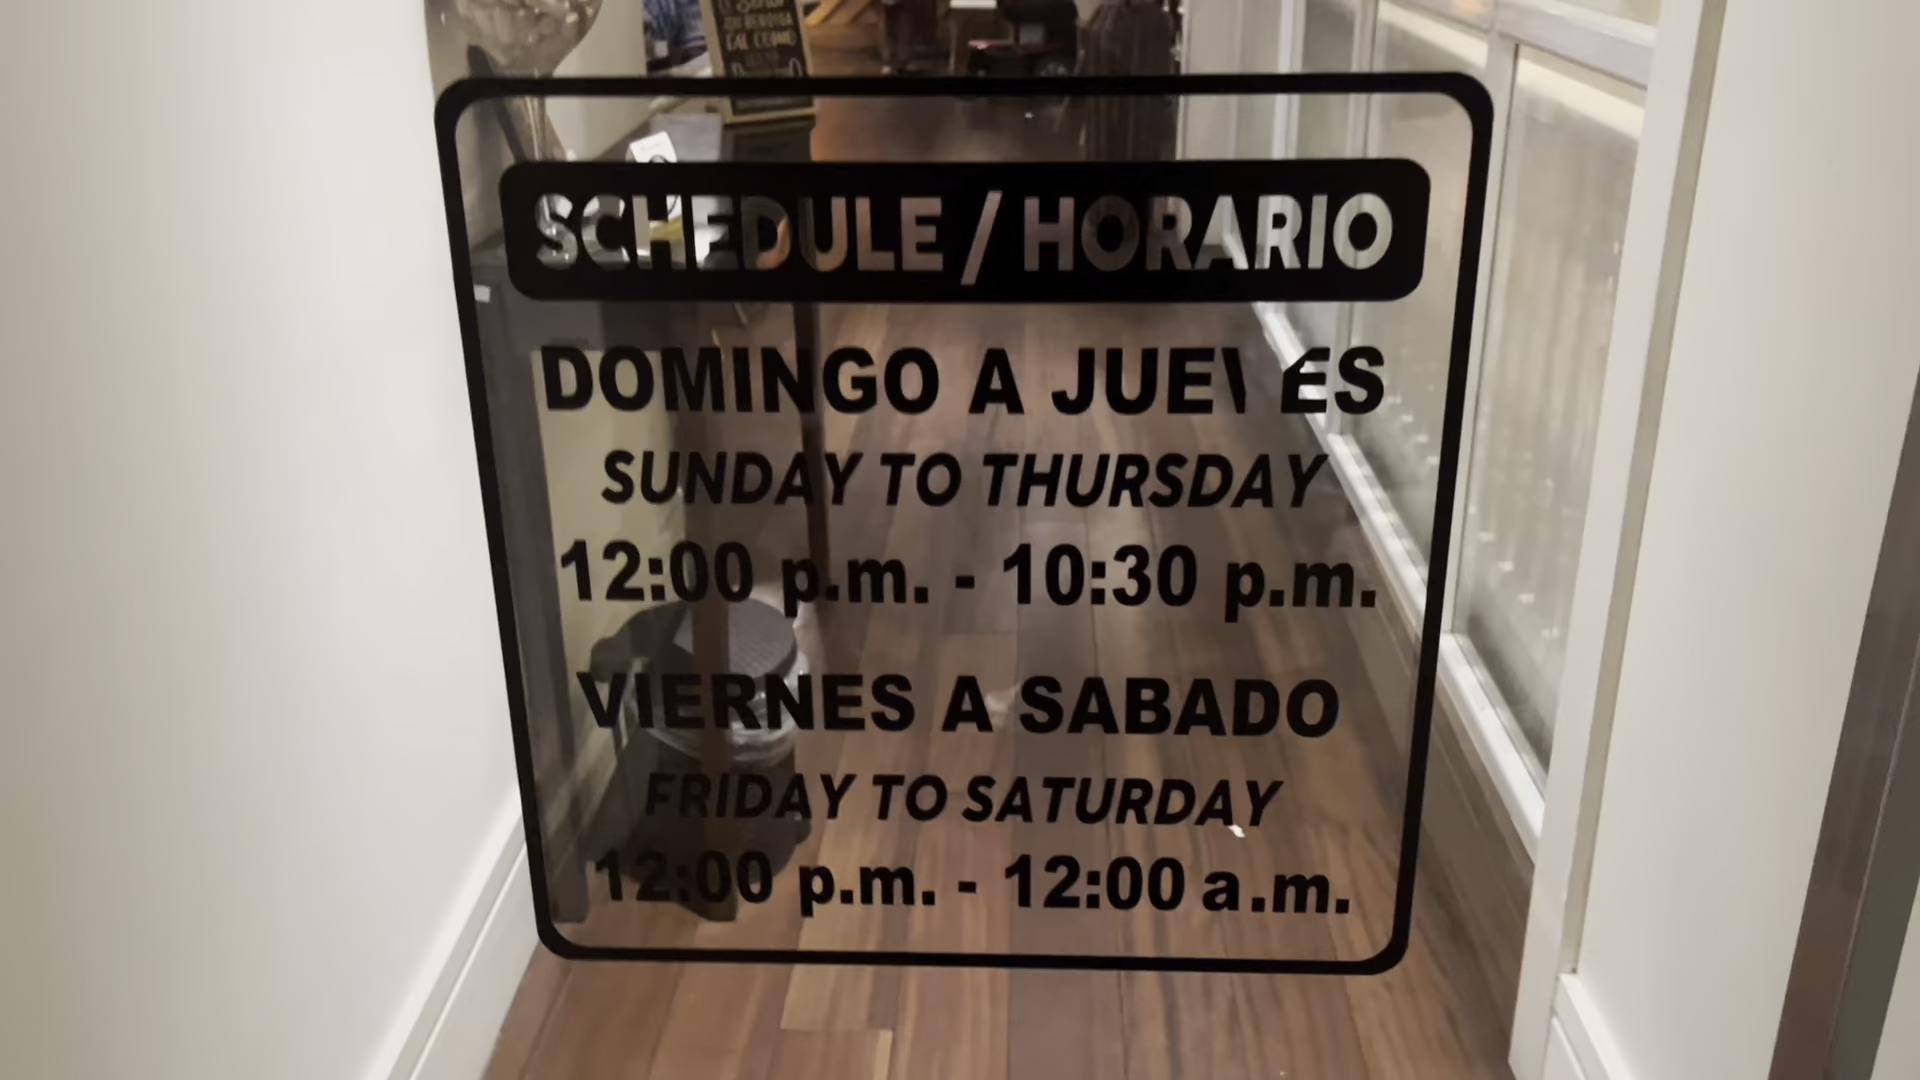 SCHEDULE / HORARIO
DOMINGO A JUEVES
SUNDAY TO THURSDAY
12:00 p.m. - 10:30 p.m.
VIERNES A SABADO
FRIDAY TO SATURDAY
12:00 p.m. - 12:00 a.m.